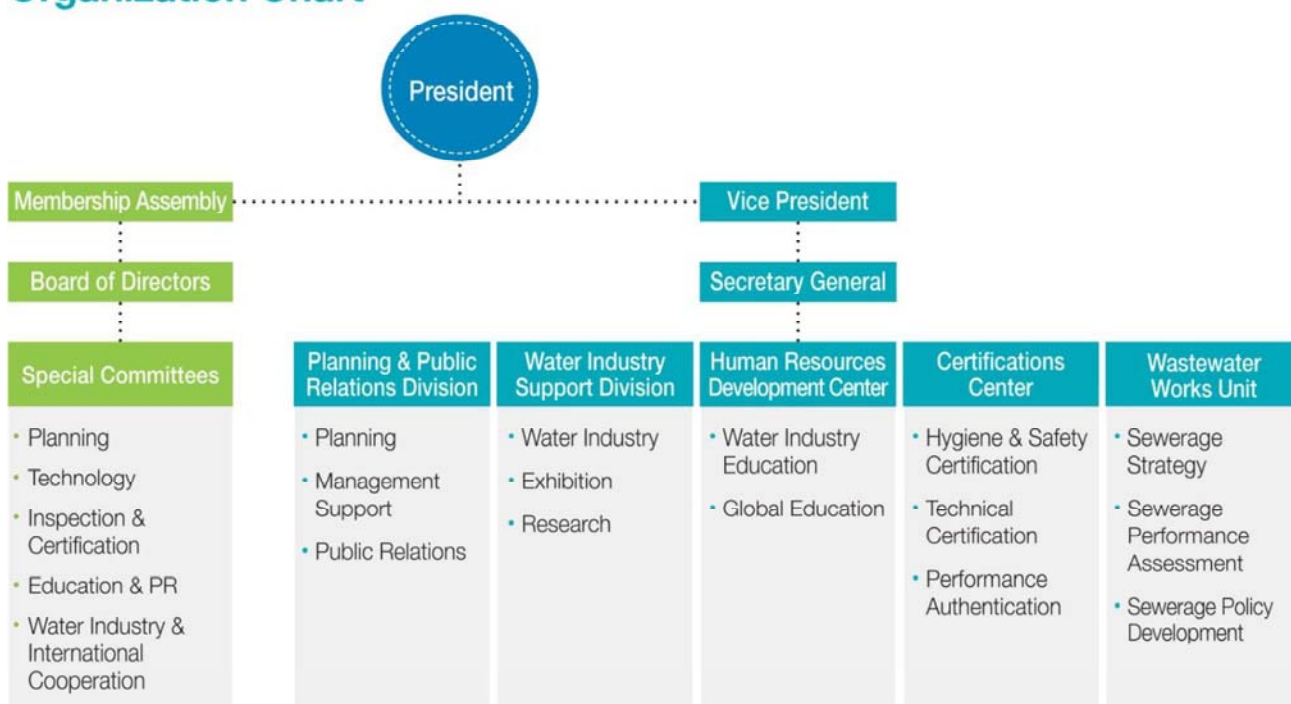 Organization Chart
President
Membership Assembly
Vice President
Board of Directors
Secretary General
Special Committees
• Planning
• Technology
• Inspection &
Certification
• Education & PR
• Water Industry &
International
Cooperation
Planning & Public
Relations Division
• Planning
- Management
Support
• Public Relations
Water Industry
Support Division
• Water Industry
- Exhibition
• Research
Human Resources
Development Center
• Water Industry
Education
- Global Education
Certifications
Center
• Hygiene & Safety
Certification
- Technical
Certification
• Performance
Authentication
Wastewater
Works Unit
• Sewerage
Strategy
- Sewerage
Performance
Assessment
• Sewerage Policy
Development